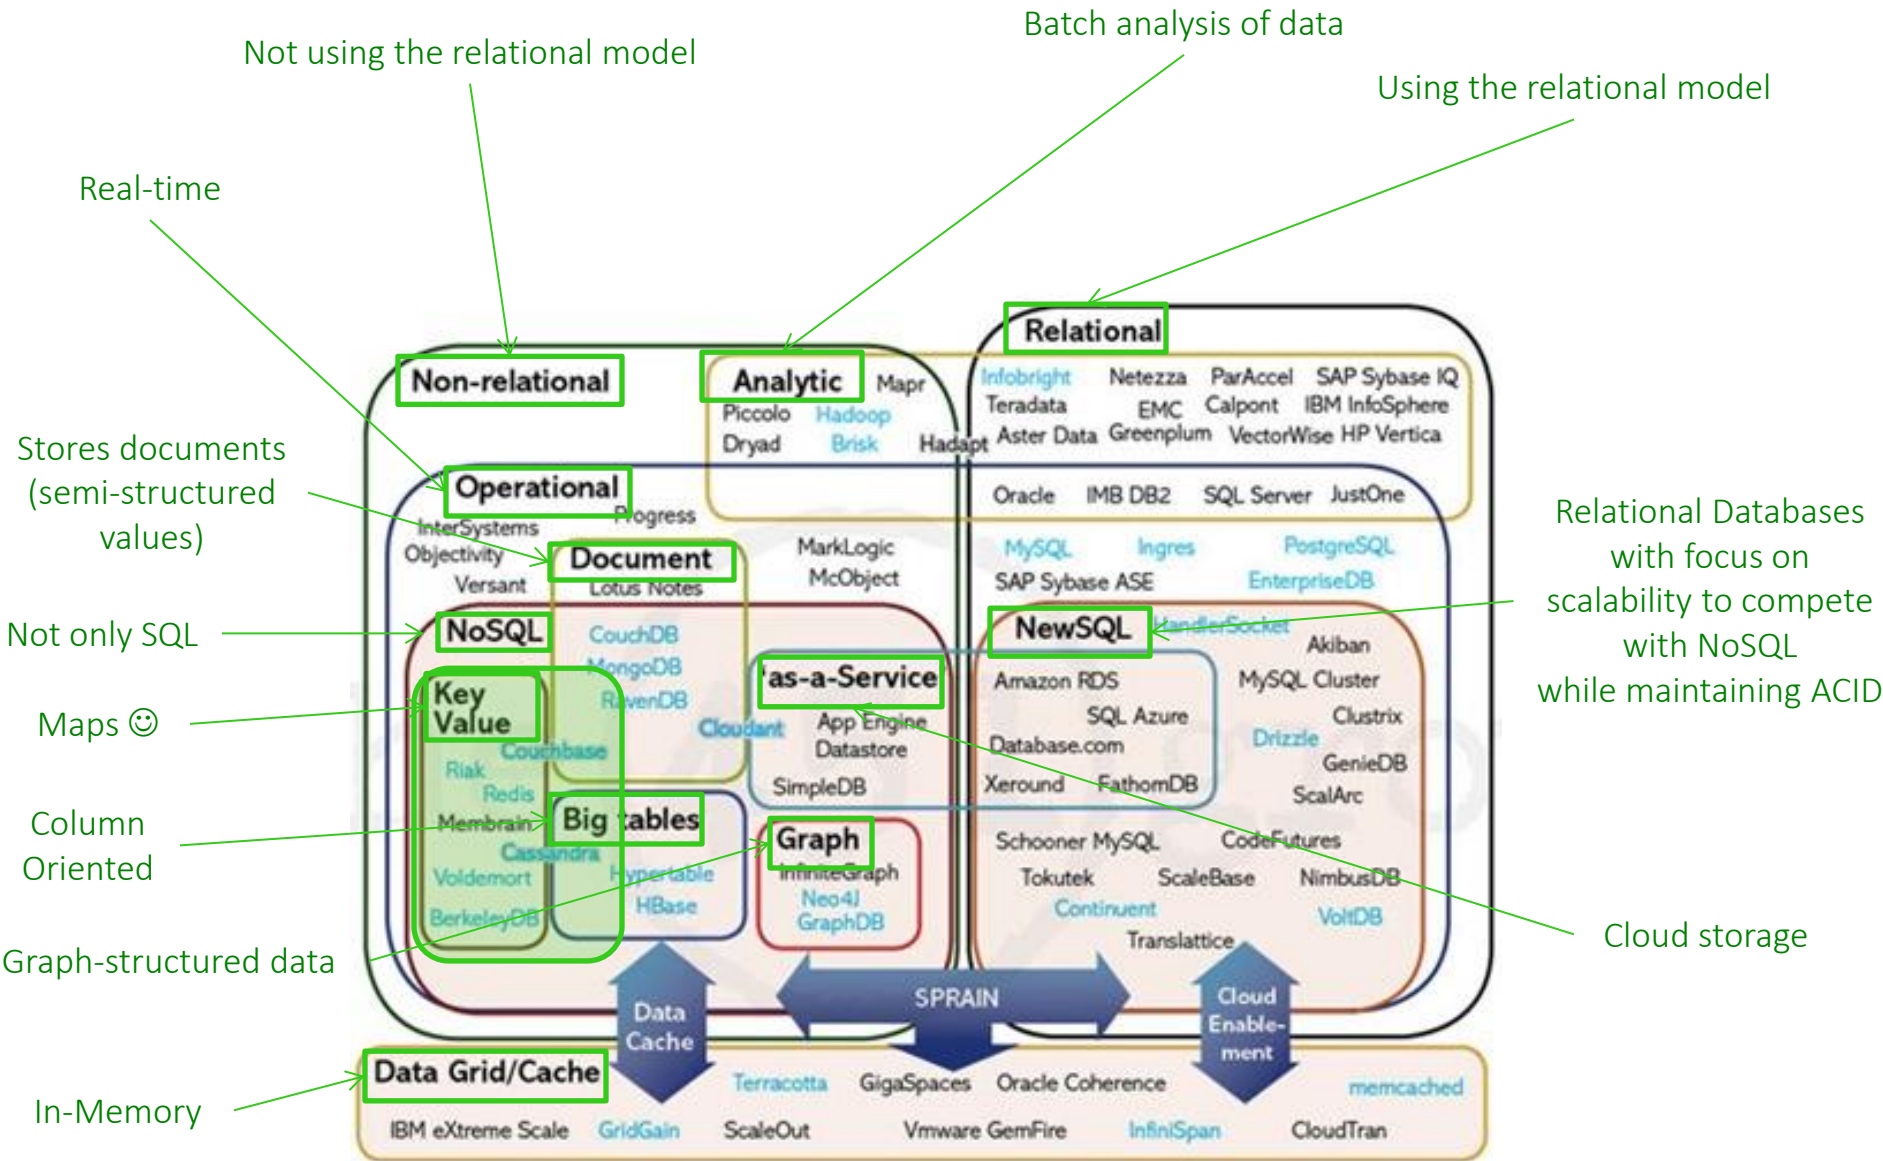 Batch analysis of data
Not using the relational model
Using the relational model
Real-time
Relational
Non-relational
Analytic
Mapr
Infobright
Netezza
ParAccel
SAP Sybase IQ
Piccolo
Hadoop
Teradata
EMC
Calpont
IBM InfoSphere
Dryad
Brisk
Hadapt
Aster Data
Greenplum
VectorWise
HP Vertica
Stores documents
(semi-structured
values)
Operational
Oracle
IMB DB2
SQL Server
JustOne
InterSystems
Progress
Objectivity
Document
MarkLogic
MySQL
Ingres
PostgreSQL
Versant
Lotus Notes
McObject
SAP Sybase ASE
EnterpriseDB
Relational Databases
with focus on
scalability to compete
with NoSQL
while maintaining ACID
Not only SQL
NoSQL
CouchDB
NewSQL
HandlerSocket
Akiban
MongoDB
'as-a-Service
Amazon RDS
MySQL Cluster
Key
Value
RavenDB
Maps ☺
Cloudant
App Engine
Datastore
SQL Azure
Clustrix
Couchbase
Database.com
Drizzle
GenieDB
Riak
Redis
SimpleDB
Xeround
FathomDB
ScalArc
Column
Oriented
Membrain
Big tables
Graph
Schooner MySQL
CodeFutures
Cassandra
Voldemort
Hypertable
InfiniteGraph
Tokutek
ScaleBase
NimbusDB
BerkeleyDB
HBase
Neo4J
GraphDB
Continuent
VoltDB
Translattice
Cloud storage
Graph-structured data
Data
Cache
SPRAIN
Cloud
Enable-
ment
Data Grid/Cache
Terracotta
GigaSpaces
Oracle Coherence
memcached
In-Memory
IBM eXtreme Scale
GridGain
ScaleOut
Vmware GemFire
InfiniSpan
CloudTran